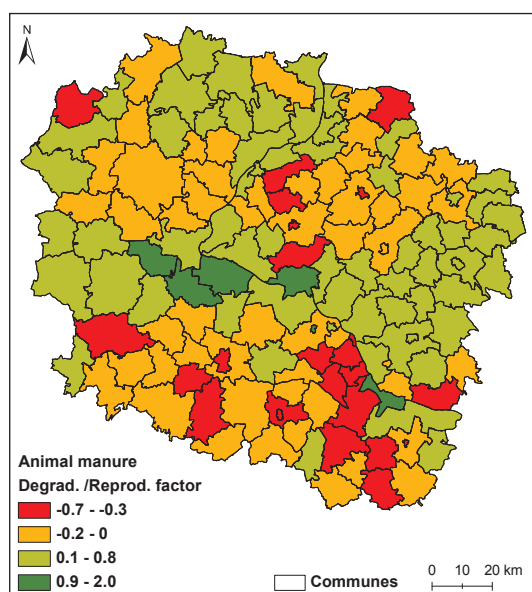 N
Animal manure
Degrad. /Reprod. factor
-0.7 - -0.3
-0.2 - 0
0.1 - 0.8
0.9 - 2.0
Communes
0 10 20 km